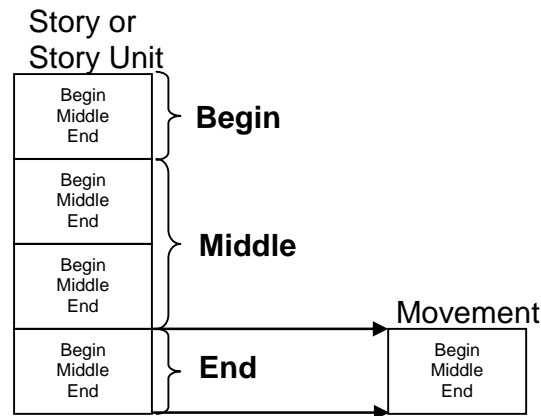 Story or
Story Unit
Begin
Middle
End
Begin
Begin
Middle
End
Middle
Begin
Middle
End
Movement
Begin
Middle
End
End
Begin
Middle
End